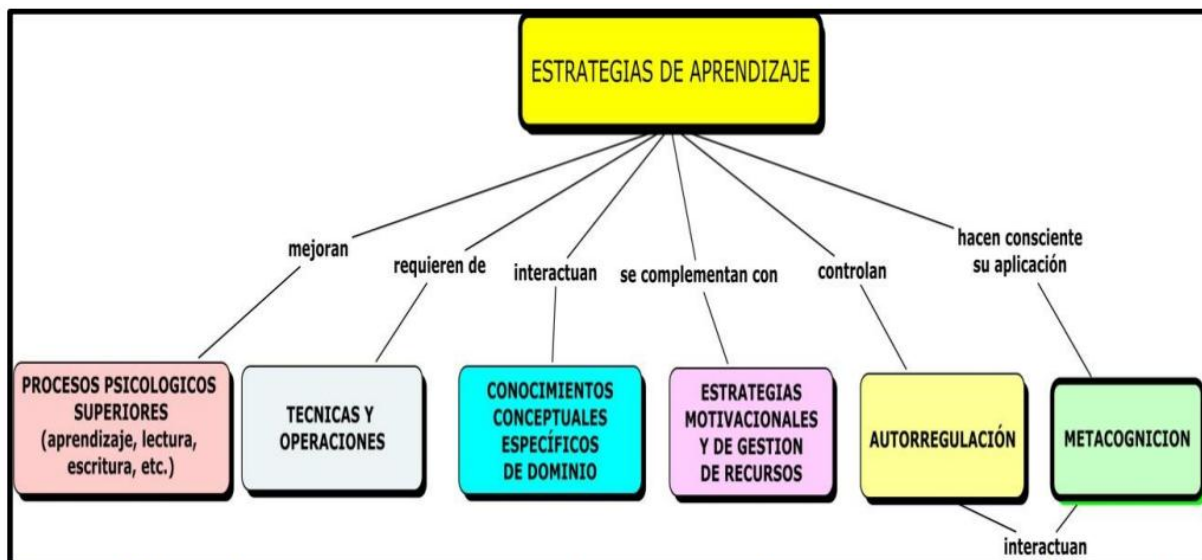 ESTRATEGIAS DE APRENDIZAJE
mejoran
requieren de
interactuan
se complementan con
controlan
hacen consciente
su aplicación
PROCESOS PSICOLOGICOS
SUPERIORES
(aprendizaje, lectura,
escritura, etc.)
TECNICAS Y
OPERACIONES
CONOCIMIENTOS
CONCEPTUALES
ESPECÍFICOS
DE DOMINIO
ESTRATEGIAS
MOTIVACIONALES
Y DE GESTION
DE RECURSOS
AUTORREGULACIÓN
METACOGNICION
interactuan